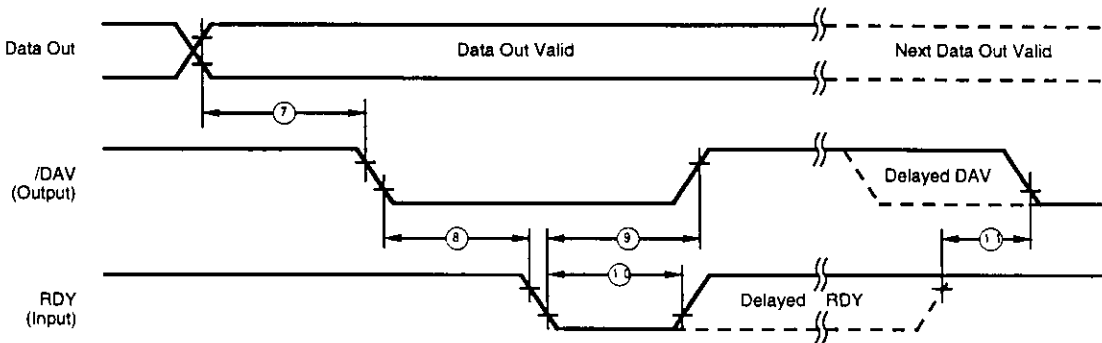 Data Out
Data Out Valid
Next Data Out Valid
7
/DAV
(Output)
Delayed DAV
8
9
11
10
RDY
(Input)
Delayed RDY